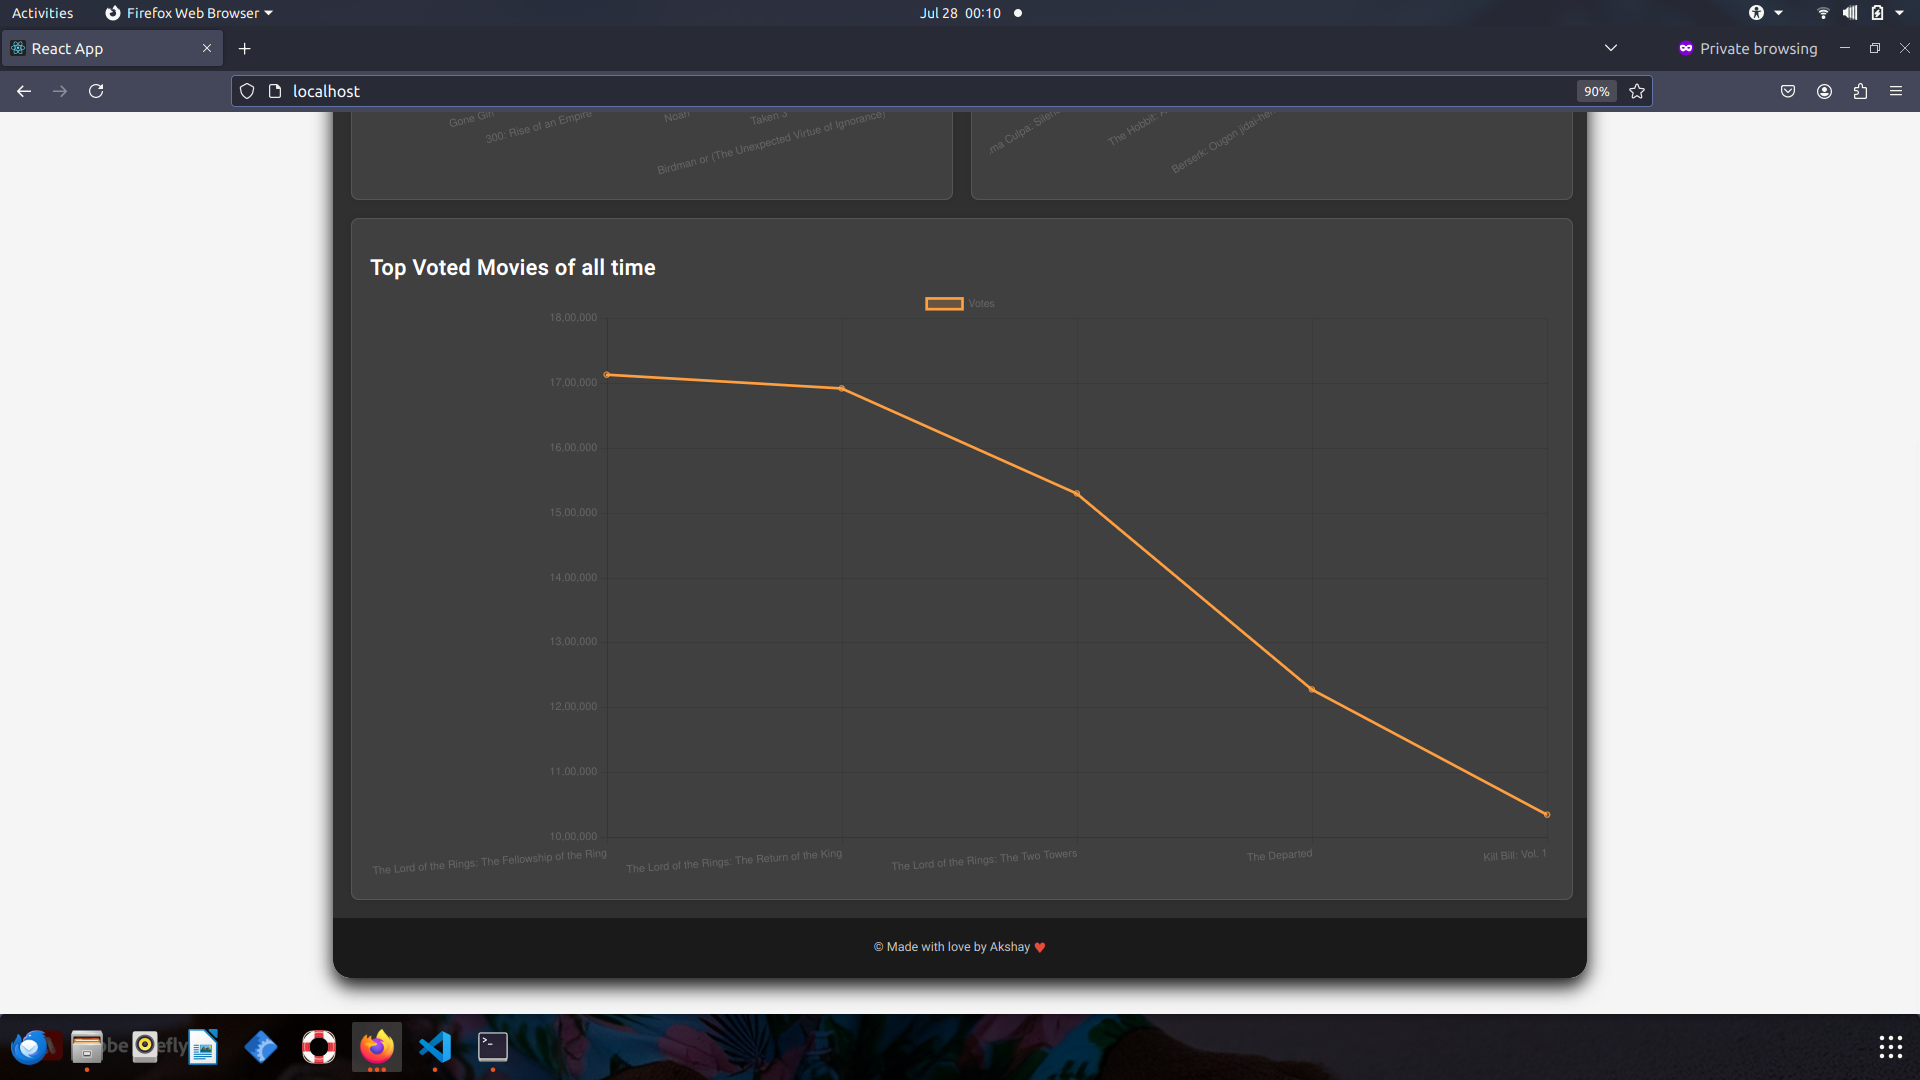 Activities
Firefox Web Browser
Jul 28 00:10
React App
Private browsing
localhost
90%
Gone Girl
300: Rise of an Empire
Noah
Taken 3
Birdman or (The Unexpected Virtue of Ignorance)
ma Culpa: Silenc
The Hobbit:
Berserk: Ougon jidai-hen
Top Voted Movies of all time
Votes
18,00,000
17,00,000
16,00,000
15,00,000
14,00,000
13,00,000
12,00,000
11,00,000
10,00,000
The Lord of the Rings: The Fellowship of the Ring
The Lord of the Rings: The Return of the King
The Lord of the Rings: The Two Towers
The Departed
Kill Bill: Vol. 1
© Made with love by Akshay ❤️